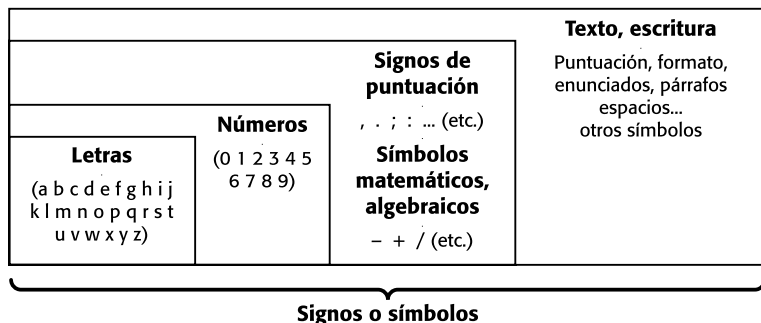 Letras
(a b c d e f g h i j
k l m n o p q r s t
u v w x y z)
Números
(0 1 2 3 4 5
6 7 8 9)
Signos de
puntuación
, . ; : ... (etc.)
Símbolos
matemáticos,
algebraicos
– + / (etc.)
Texto, escritura
Puntuación, formato,
enunciados, párrafos
espacios...
otros símbolos
Signos o símbolos